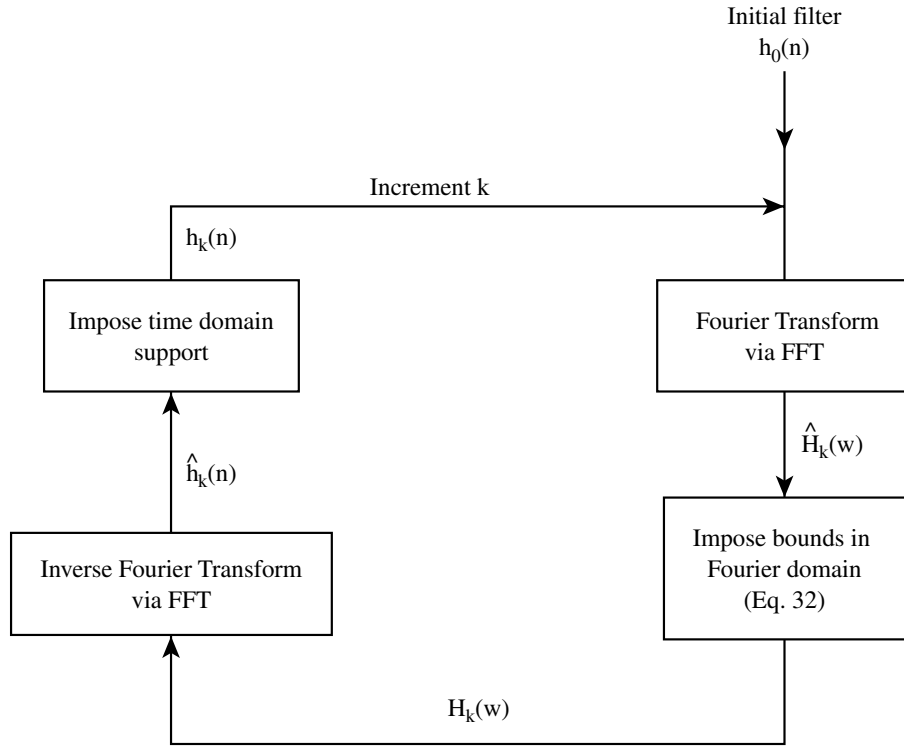 Initial filter
h₀(n)
Increment k
hₖ(n)
Impose time domain
support
Fourier Transform
via FFT
Ĥₖ(w)
ĥₖ(n)
Impose bounds in
Fourier domain
(Eq. 32)
Inverse Fourier Transform
via FFT
Hₖ(w)